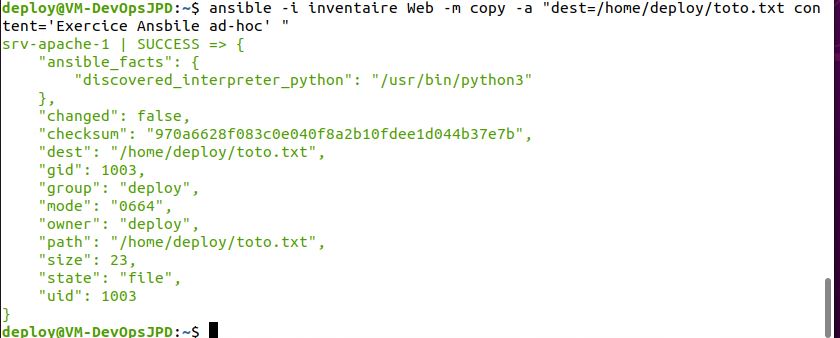 deploy@VM-DevOpsJPD:~$ ansible -i inventaire Web -m copy -a "dest=/home/deploy/toto.txt con
tent='Exercice Ansbile ad-hoc' "
srv-apache-1 | SUCCESS => {
    "ansible_facts": {
        "discovered_interpreter_python": "/usr/bin/python3"
    },
    "changed": false,
    "checksum": "970a6628f083c0e040f8a2b10fdee1d044b37e7b",
    "dest": "/home/deploy/toto.txt",
    "gid": 1003,
    "group": "deploy",
    "mode": "0664",
    "owner": "deploy",
    "path": "/home/deploy/toto.txt",
    "size": 23,
    "state": "file",
    "uid": 1003
}
deploy@VM-DevOpsJPD:~$